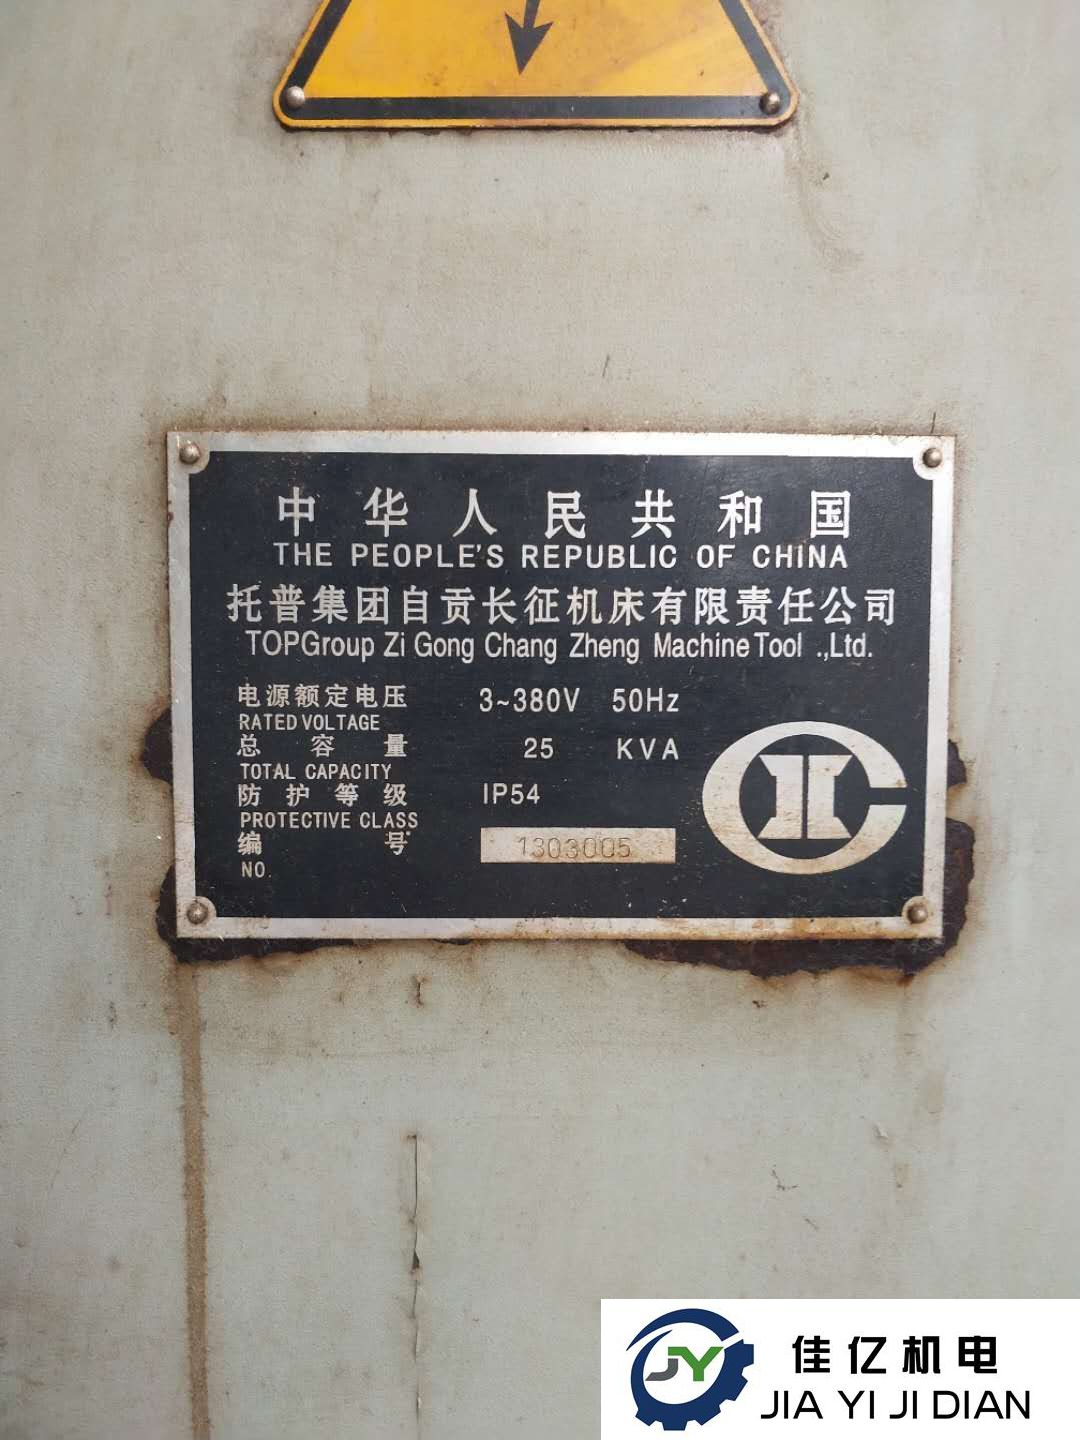 中华人民共和国
THE PEOPLE'S REPUBLIC OF CHINA
托普集团自贡长征机床有限责任公司
TOPGroup Zi Gong Chang Zheng Machine Tool .,Ltd.
电源额定电压 3~380V 50Hz
RATED VOLTAGE
总容量 25 KVA
TOTAL CAPACITY
防护等级 IP54
PROTECTIVE CLASS
编号 1303005
NO.
JY
佳亿机电
JIA YI JI DIAN